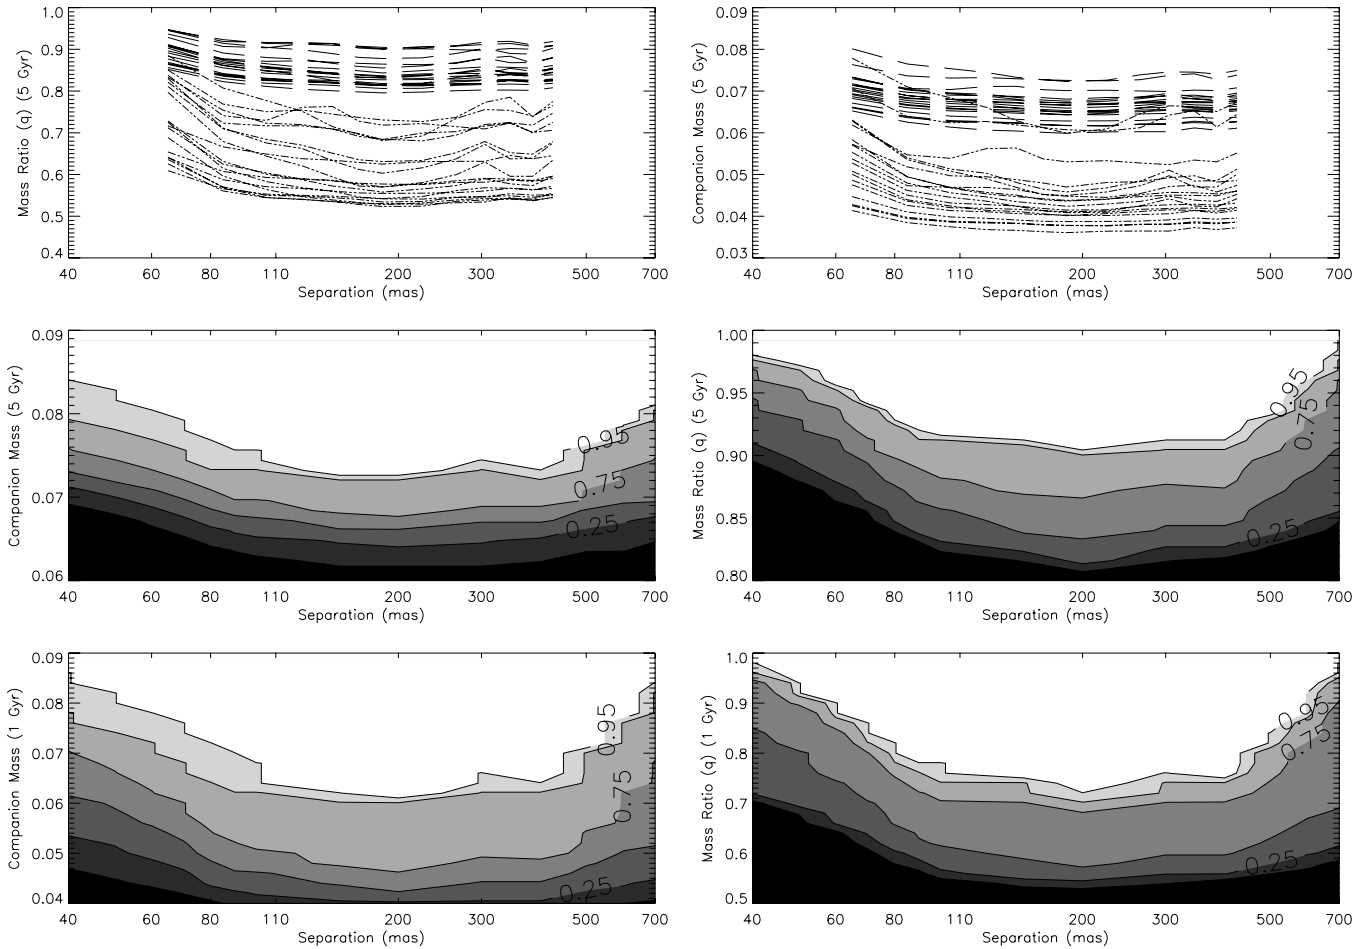 Mass Ratio (q) (5 Gyr)
1.0
0.9
0.8
0.7
0.6
0.5
0.4
40 60 80 110 200 300 500 700
Separation (mas)
Companion Mass (5 Gyr)
0.09
0.08
0.07
0.06
0.05
0.04
0.03
40 60 80 110 200 300 500 700
Separation (mas)
Companion Mass (5 Gyr)
0.09
0.08
0.07
0.06
0.95
0.75
0.25
40 60 80 110 200 300 500 700
Separation (mas)
Mass Ratio (q) (5 Gyr)
1.00
0.95
0.90
0.85
0.80
0.95
0.75
0.25
40 60 80 110 200 300 500 700
Separation (mas)
Companion Mass (1 Gyr)
0.09
0.08
0.07
0.06
0.05
0.04
0.95
0.75
0.25
40 60 80 110 200 300 500 700
Separation (mas)
Mass Ratio (q) (1 Gyr)
1.0
0.9
0.8
0.7
0.6
0.5
0.95
0.75
0.25
40 60 80 110 200 300 500 700
Separation (mas)